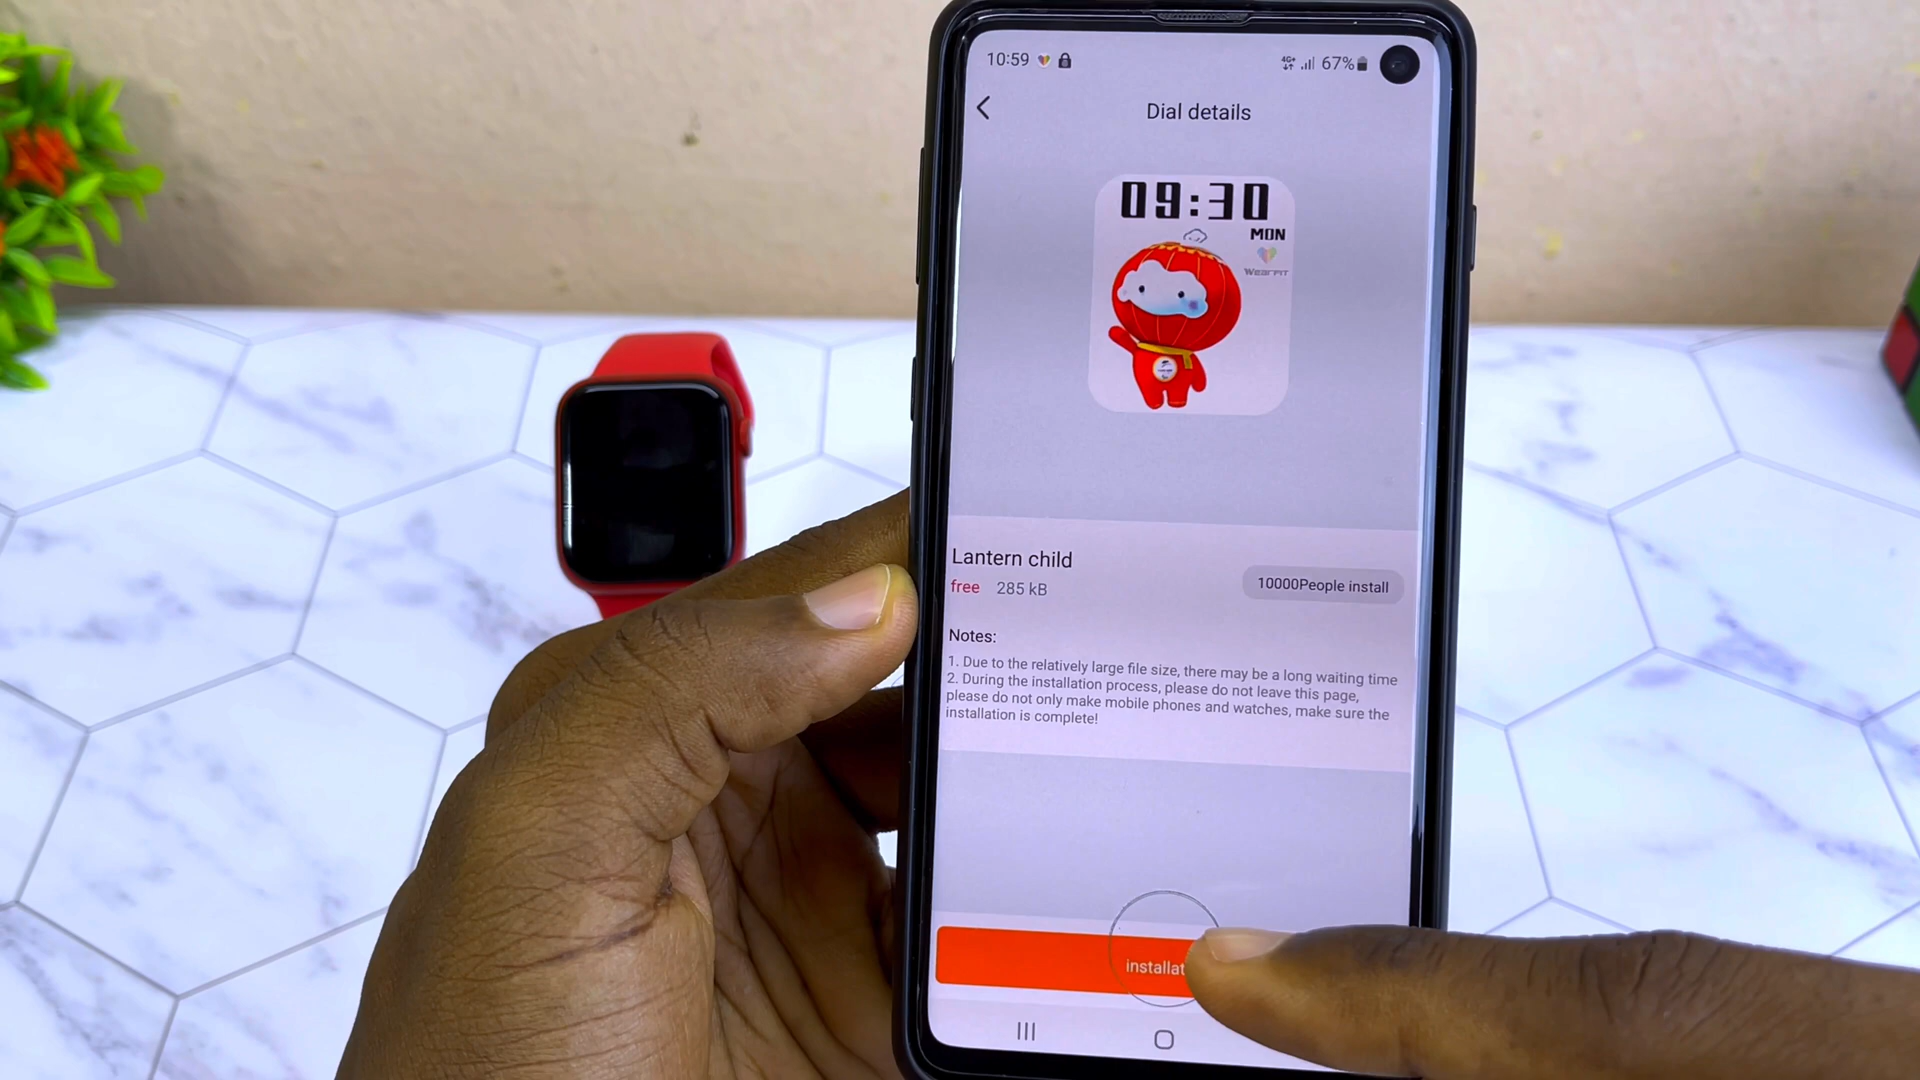 10:59
4G+ 67%
Dial details
09:30
MON
WearFit
Lantern child
free 285 kB
10000People install
Notes:
1. Due to the relatively large file size, there may be a long waiting time
2. During the installation process, please do not leave this page,
please do not only make mobile phones and watches, make sure the
installation is complete!
installat